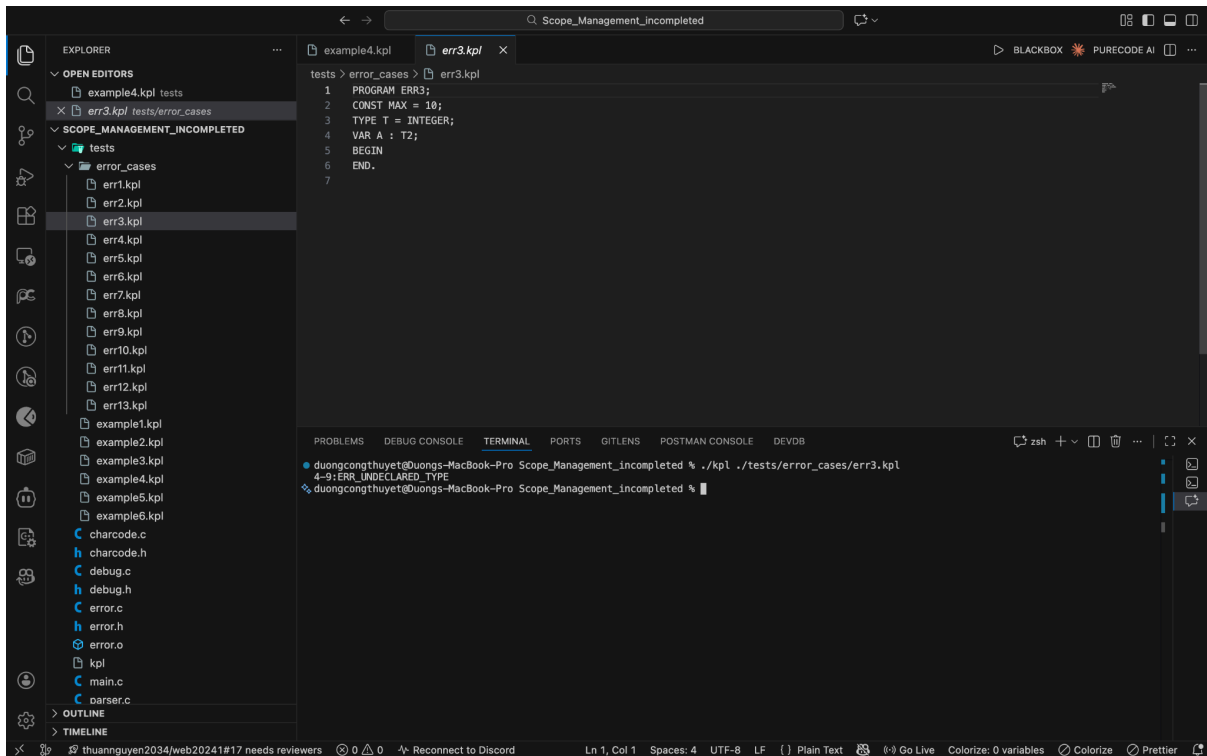 Scope_Management_incompleted
EXPLORER
OPEN EDITORS
example4.kpl tests
err3.kpl tests/error_cases
SCOPE_MANAGEMENT_INCOMPLETED
tests
error_cases
err1.kpl
err2.kpl
err3.kpl
err4.kpl
err5.kpl
err6.kpl
err7.kpl
err8.kpl
err9.kpl
err10.kpl
err11.kpl
err12.kpl
err13.kpl
example1.kpl
example2.kpl
example3.kpl
example4.kpl
example5.kpl
example6.kpl
C charcode.c
h charcode.h
C debug.c
h debug.h
C error.c
h error.h
error.o
kpl
C main.c
C parser.c
OUTLINE
TIMELINE
example4.kpl err3.kpl BLACKBOX PURECODE AI
tests > error_cases > err3.kpl
1 PROGRAM ERR3;
2 CONST MAX = 10;
3 TYPE T = INTEGER;
4 VAR A : T2;
5 BEGIN
6 END.
7
PROBLEMS DEBUG CONSOLE TERMINAL PORTS GITLENS POSTMAN CONSOLE DEVDB zsh
duongcongthuyet@Duongs-MacBook-Pro Scope_Management_incompleted % ./kpl ./tests/error_cases/err3.kpl
4-9:ERR_UNDECLARED_TYPE
duongcongthuyet@Duongs-MacBook-Pro Scope_Management_incompleted %
thuannguyen2034/web20241#17 needs reviewers 0 0 Reconnect to Discord Ln 1, Col 1 Spaces: 4 UTF-8 LF {} Plain Text Go Live Colorize: 0 variables Colorize Prettier